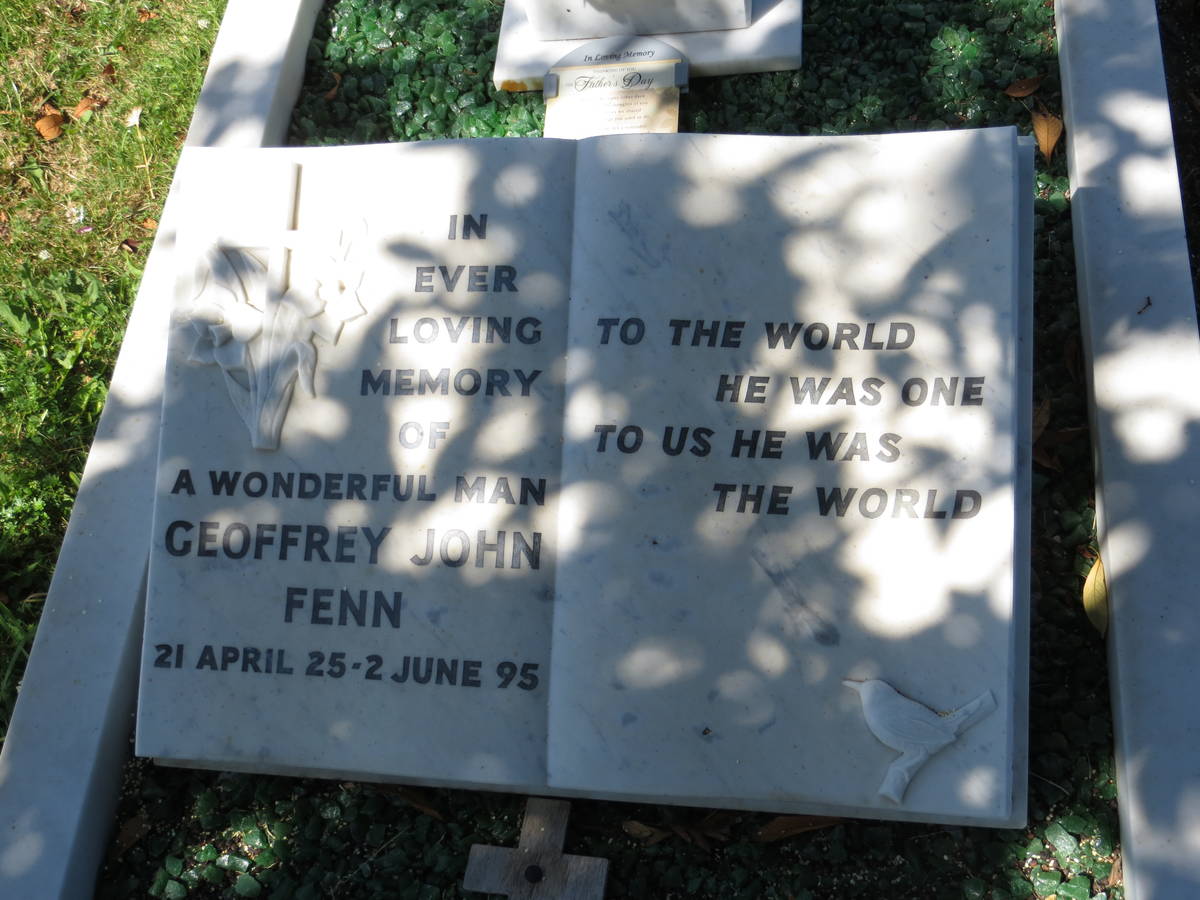 In Loving Memory
Father's Day
IN
EVER
LOVING
MEMORY
OF
A WONDERFUL MAN
GEOFFREY JOHN
FENN
21 APRIL 25-2 JUNE 95
TO THE WORLD
HE WAS ONE
TO US HE WAS
THE WORLD